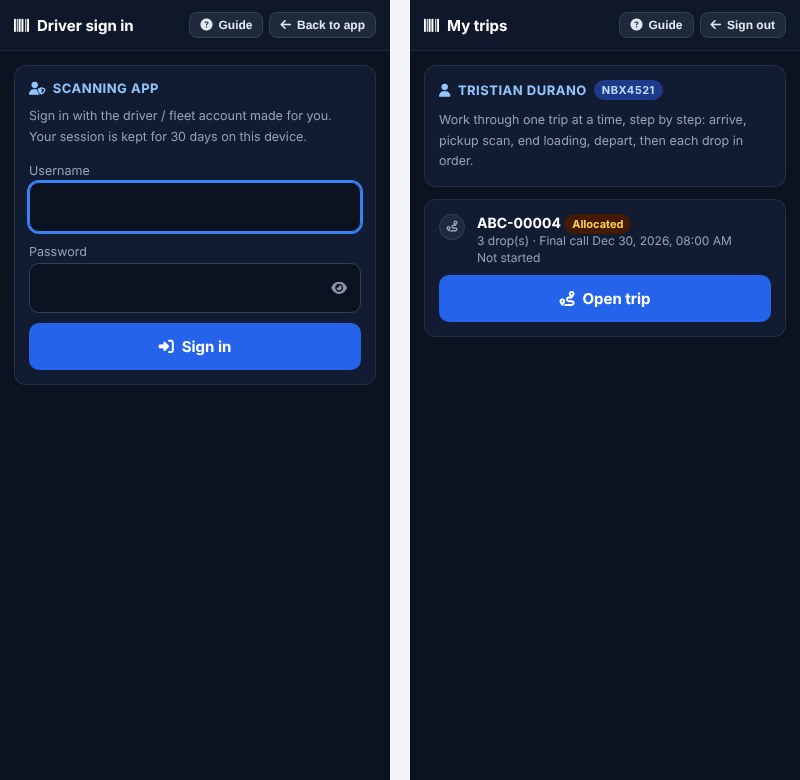 Driver sign in
Guide
Back to app
SCANNING APP
Sign in with the driver / fleet account made for you.
Your session is kept for 30 days on this device.
Username
Password
Sign in
My trips
Guide
Sign out
TRISTIAN DURANO NBX4521
Work through one trip at a time, step by step: arrive,
pickup scan, end loading, depart, then each drop in
order.
ABC-00004 Allocated
3 drop(s) · Final call Dec 30, 2026, 08:00 AM
Not started
Open trip